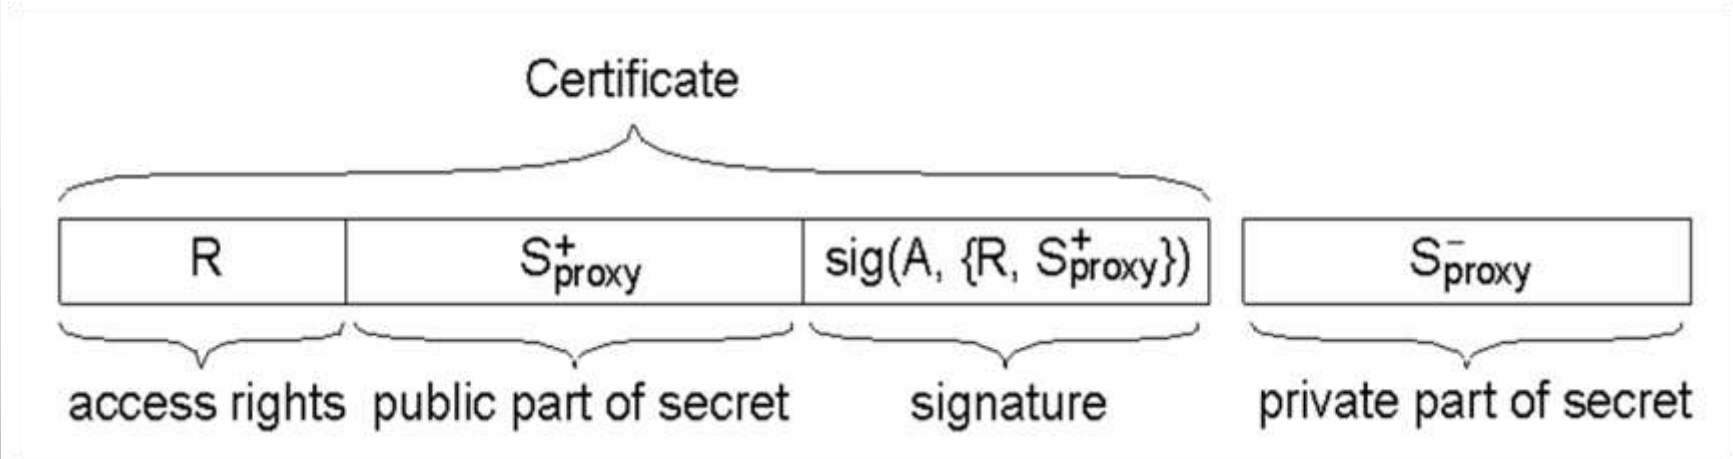 Certificate
R S⁺proxy sig(A, {R, S⁺proxy}) S⁻proxy
access rights public part of secret signature private part of secret